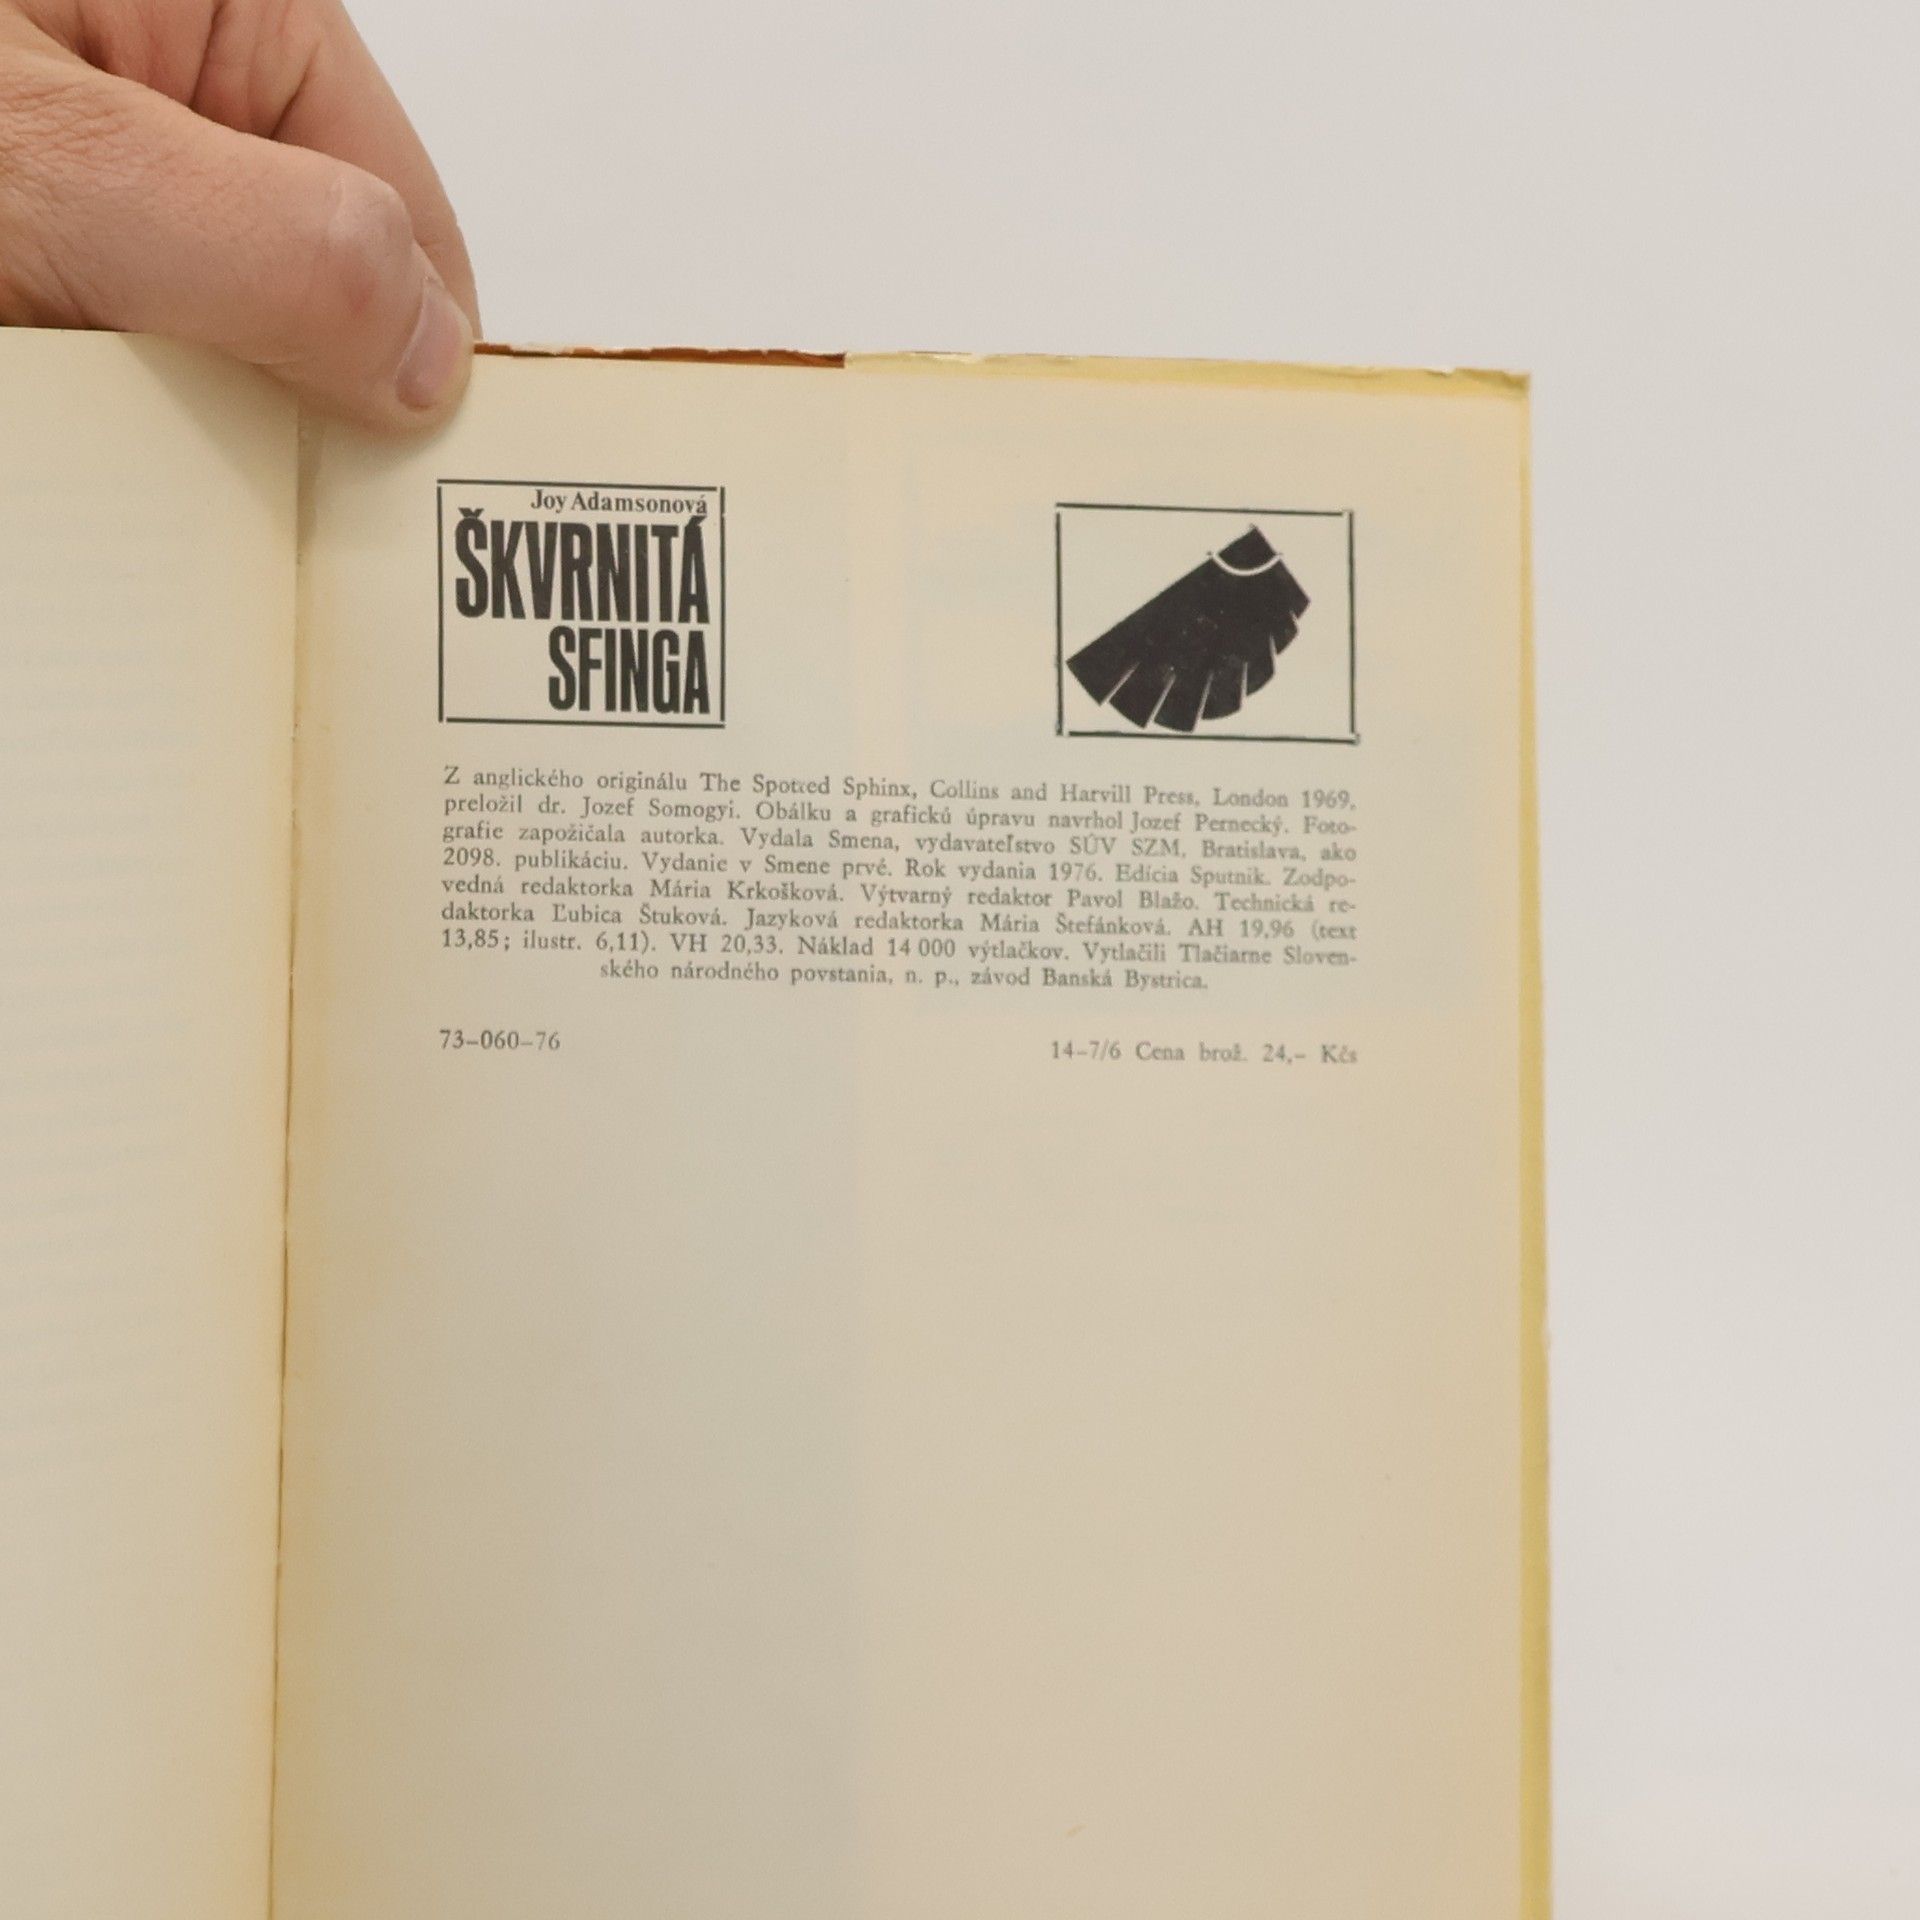 Joy Adamsonová
ŠKVRNITÁ
SFINGA
Z anglického originálu The Spotted Sphinx, Collins and Harvill Press, London 1969,
preložil dr. Jozef Somogyi. Obálku a grafickú úpravu navrhol Jozef Pernecký. Foto-
grafie zapožičala autorka. Vydala Smena, vydavateľstvo SÚV SZM, Bratislava, ako
2098. publikáciu. Vydanie v Smene prvé. Rok vydania 1976. Edícia Sputnik. Zodpo-
vedná redaktorka Mária Krkošková. Výtvarný redaktor Pavol Blažo. Technická re-
daktorka Ľubica Štuková. Jazyková redaktorka Mária Štefánková. AH 19,96 (text
13,85; ilustr. 6,11). VH 20,33. Náklad 14 000 výtlačkov. Vytlačili Tlačiarne Sloven-
ského národného povstania, n. p., závod Banská Bystrica.
73–060–76
14–7/6 Cena brož. 24,– Kčs